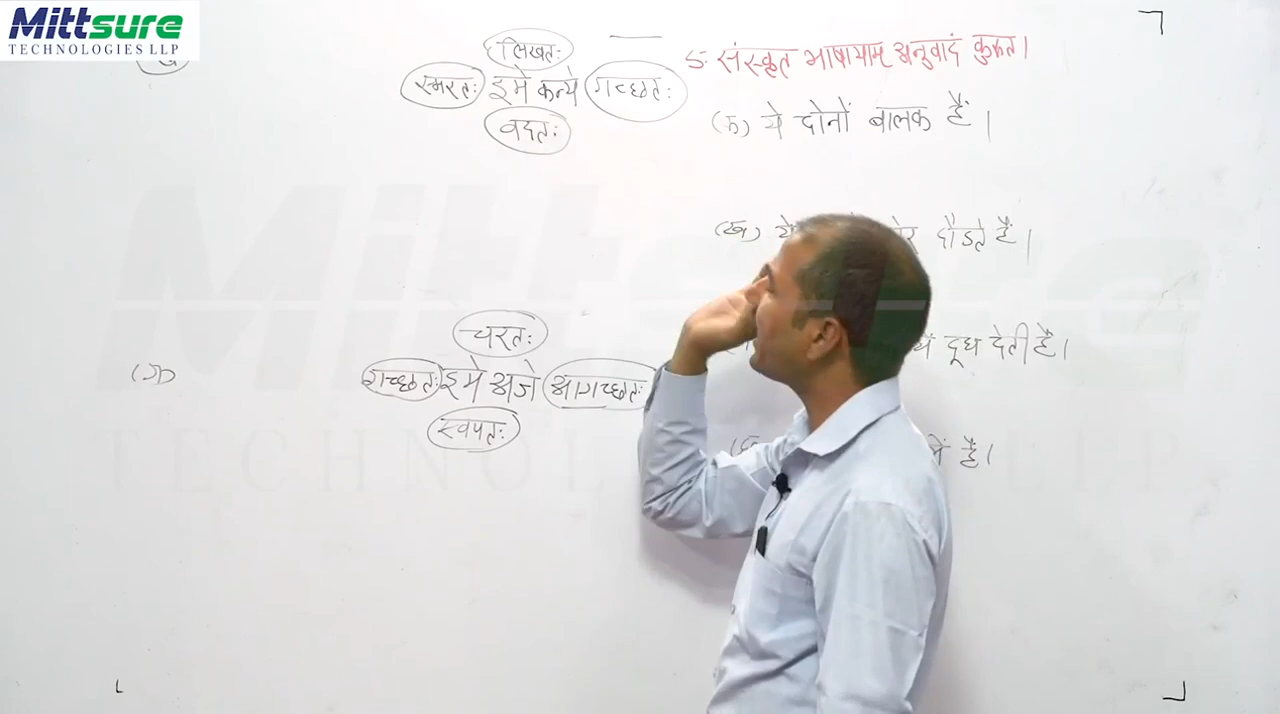 Mittsure
TECHNOLOGIES LLP
लिखतः
स्मरतः इमे कन्ये गच्छतः
वदतः
5. संस्कृत भाषायाम् अनुवादं कुरुत।
(क) ये दोनों बालक हैं।
(ख) ये दौडते हैं।
चरतः
(ग) गच्छतः इमे अजे आगच्छतः
स्वपतः
दूध देती हैं।
हैं।